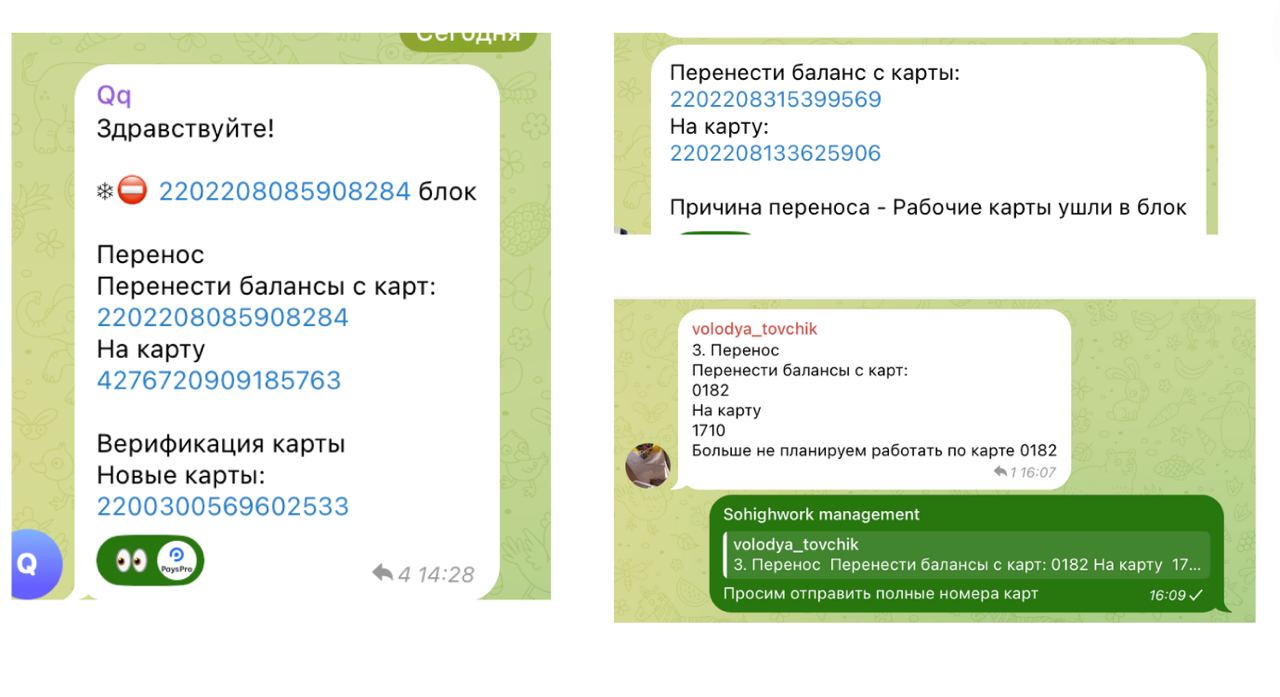 Сегодня
Qq
Здравствуйте!
❄⛔ 2202208085908284 блок
Перенос
Перенести балансы с карт:
2202208085908284
На карту
4276720909185763
Верификация карты
Новые карты:
2200300569602533
PaysPro
4 14:28
Q
Перенести баланс с карты:
2202208315399569
На карту:
2202208133625906
Причина переноса - Рабочие карты ушли в блок
volodya_tovchik
3. Перенос
Перенести балансы с карт:
0182
На карту
1710
Больше не планируем работать по карте 0182
1 16:07
Sohighwork management
volodya_tovchik
3. Перенос Перенести балансы с карт: 0182 На карту 17...
Просим отправить полные номера карт
16:09